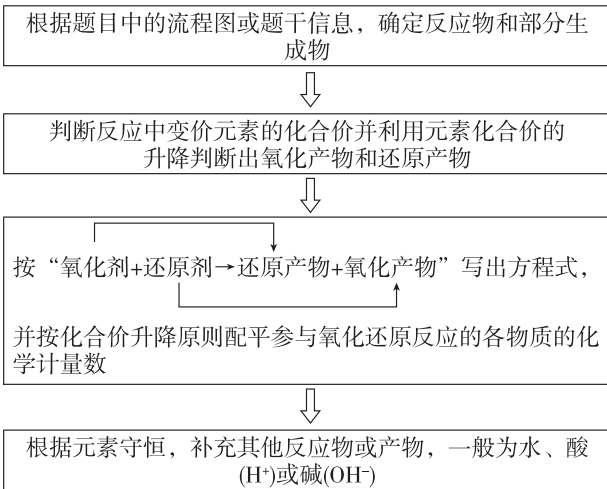 根据题目中的流程图或题干信息，确定反应物和部分生
成物
判断反应中变价元素的化合价并利用元素化合价的
升降判断出氧化产物和还原产物
按“氧化剂+还原剂→还原产物+氧化产物”写出方程式，
并按化合价升降原则配平参与氧化还原反应的各物质的化
学计量数
根据元素守恒，补充其他反应物或产物，一般为水、酸
(H⁺)或碱(OH⁻)